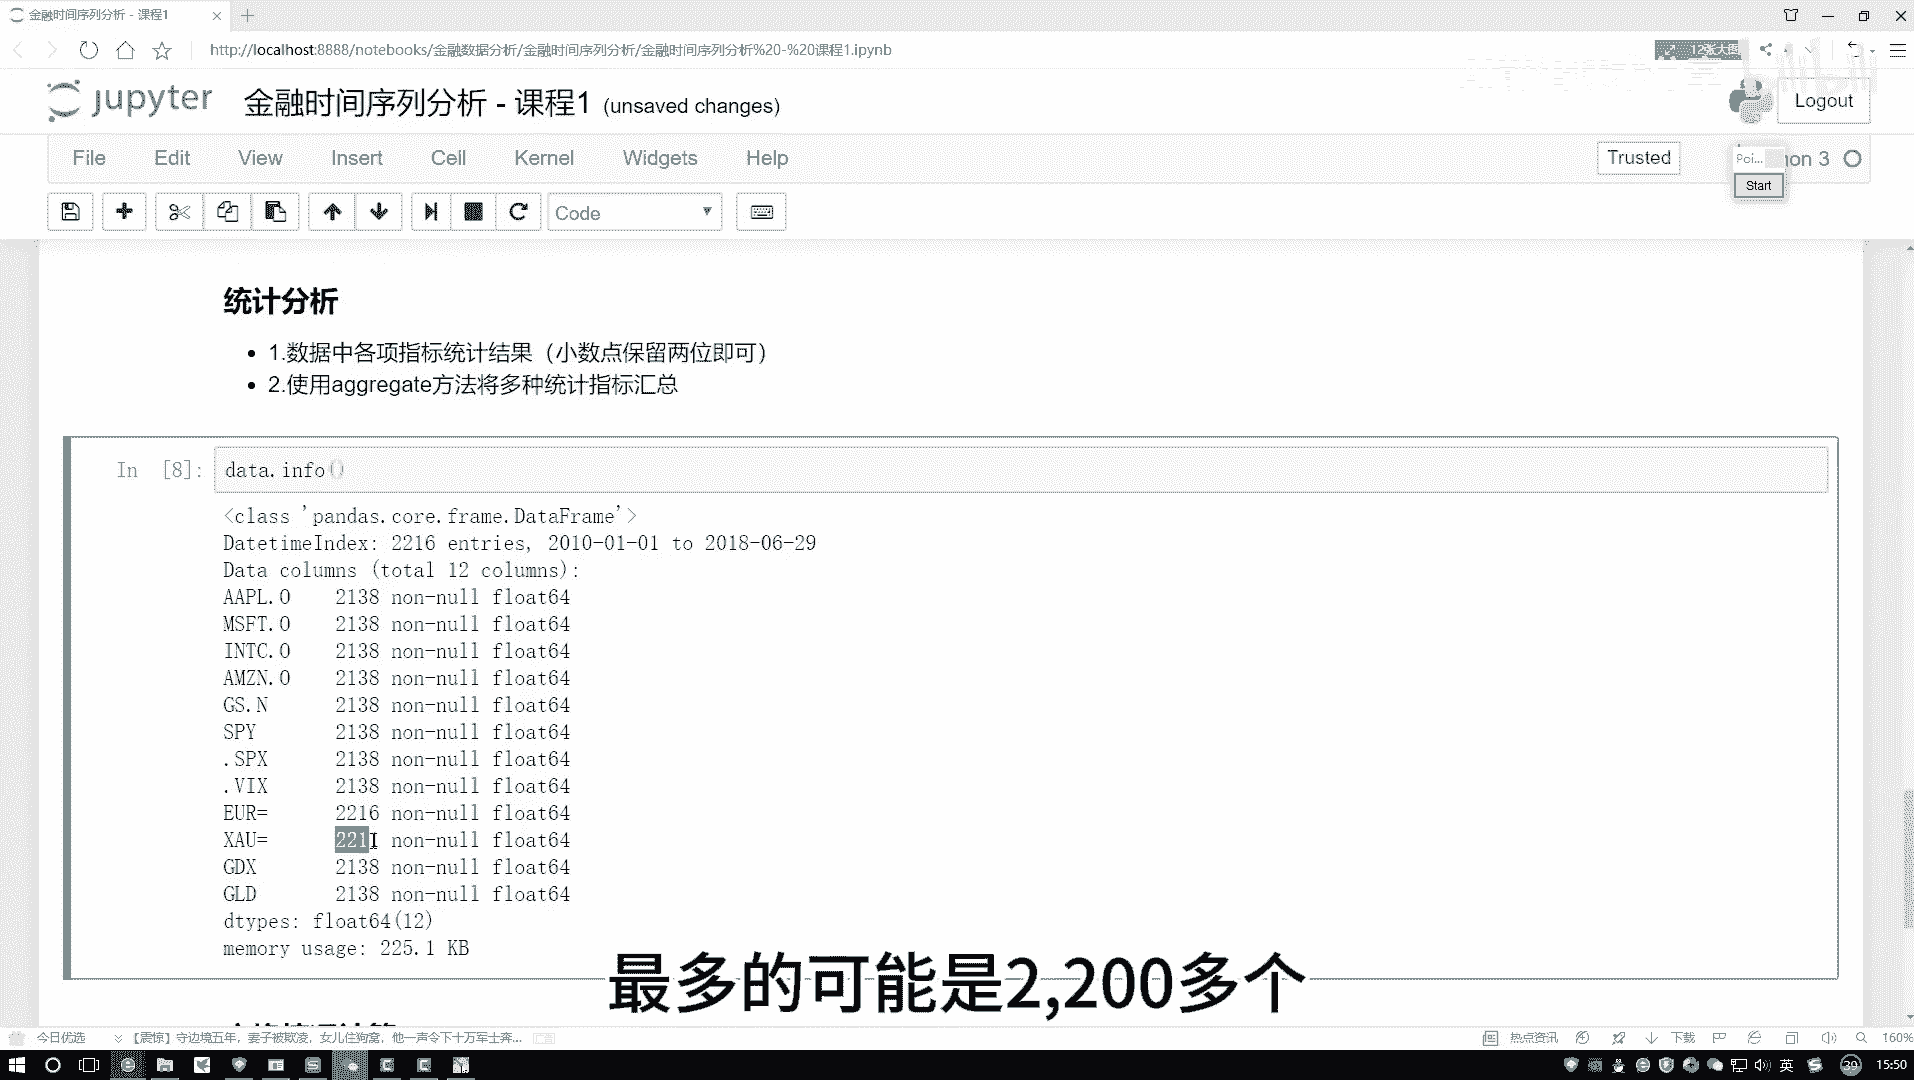 金融时间序列分析 - 课程1
http://localhost:8888/notebooks/金融数据分析/金融时间序列分析/金融时间序列分析%20-%20课程1.ipynb
12张大图
jupyter 金融时间序列分析 - 课程1 (unsaved changes)
Logout
File Edit View Insert Cell Kernel Widgets Help
Trusted
Poi...
Start
Code
统计分析
1.数据中各项指标统计结果（小数点保留两位即可）
2.使用aggregate方法将多种统计指标汇总
In [8]: data.info()
<class 'pandas.core.frame.DataFrame'>
DatetimeIndex: 2216 entries, 2010-01-01 to 2018-06-29
Data columns (total 12 columns):
AAPL.O 2138 non-null float64
MSFT.O 2138 non-null float64
INTC.O 2138 non-null float64
AMZN.O 2138 non-null float64
GS.N 2138 non-null float64
SPY 2138 non-null float64
.SPX 2138 non-null float64
.VIX 2138 non-null float64
EUR= 2216 non-null float64
XAU= 2211 non-null float64
GDX 2138 non-null float64
GLD 2138 non-null float64
dtypes: float64(12)
memory usage: 225.1 KB
最多的可能是2,200多个
今日优选
【震惊】守边境五年，妻子被欺凌，女儿住狗窝，他一声令下十万军士奔...
热点资讯
下载
160%
英
39
15:50